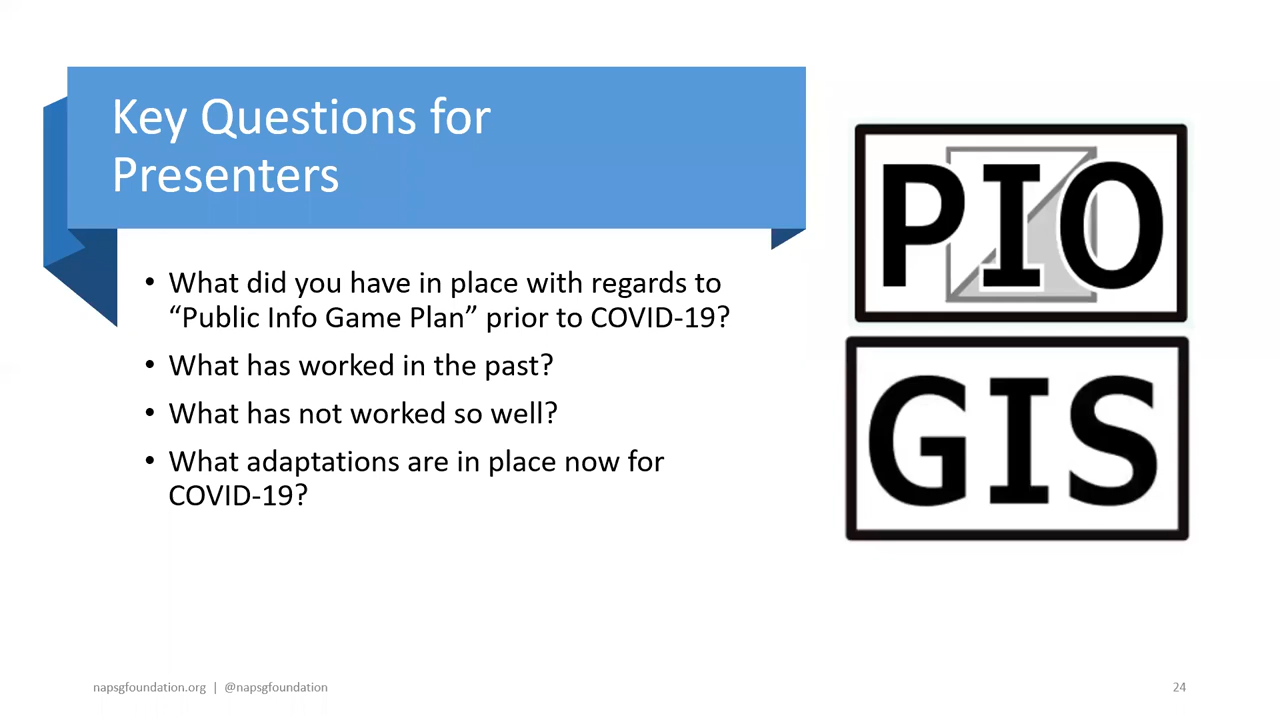 Key Questions for
Presenters
• What did you have in place with regards to
“Public Info Game Plan” prior to COVID-19?
• What has worked in the past?
• What has not worked so well?
• What adaptations are in place now for
COVID-19?
PIO
GIS
napsgfoundation.org | @napsgfoundation
24